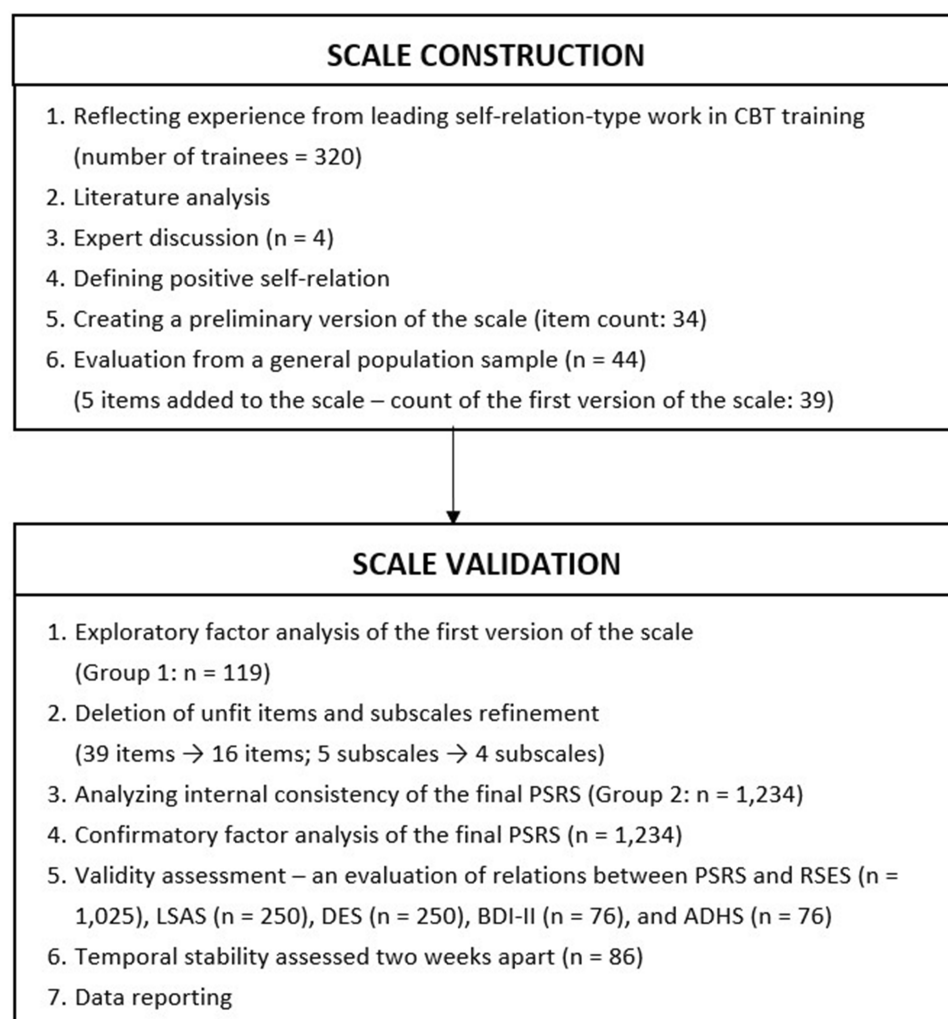 SCALE CONSTRUCTION
1. Reflecting experience from leading self-relation-type work in CBT training
(number of trainees = 320)
2. Literature analysis
3. Expert discussion (n = 4)
4. Defining positive self-relation
5. Creating a preliminary version of the scale (item count: 34)
6. Evaluation from a general population sample (n = 44)
(5 items added to the scale – count of the first version of the scale: 39)
SCALE VALIDATION
1. Exploratory factor analysis of the first version of the scale
(Group 1: n = 119)
2. Deletion of unfit items and subscales refinement
(39 items → 16 items; 5 subscales → 4 subscales)
3. Analyzing internal consistency of the final PSRS (Group 2: n = 1,234)
4. Confirmatory factor analysis of the final PSRS (n = 1,234)
5. Validity assessment – an evaluation of relations between PSRS and RSES (n =
1,025), LSAS (n = 250), DES (n = 250), BDI-II (n = 76), and ADHS (n = 76)
6. Temporal stability assessed two weeks apart (n = 86)
7. Data reporting